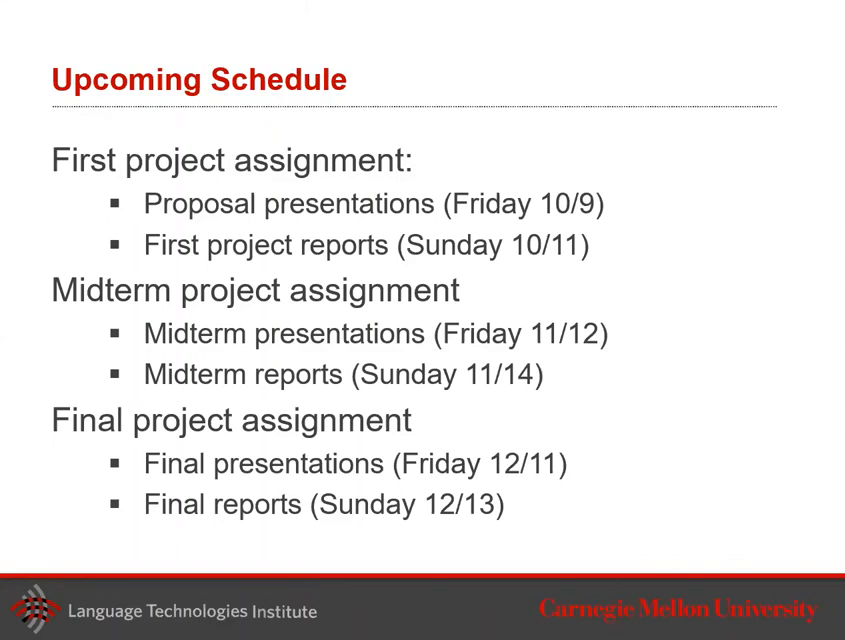 Upcoming Schedule
First project assignment:
▪ Proposal presentations (Friday 10/9)
▪ First project reports (Sunday 10/11)
Midterm project assignment
▪ Midterm presentations (Friday 11/12)
▪ Midterm reports (Sunday 11/14)
Final project assignment
▪ Final presentations (Friday 12/11)
▪ Final reports (Sunday 12/13)
Language Technologies Institute
Carnegie Mellon University